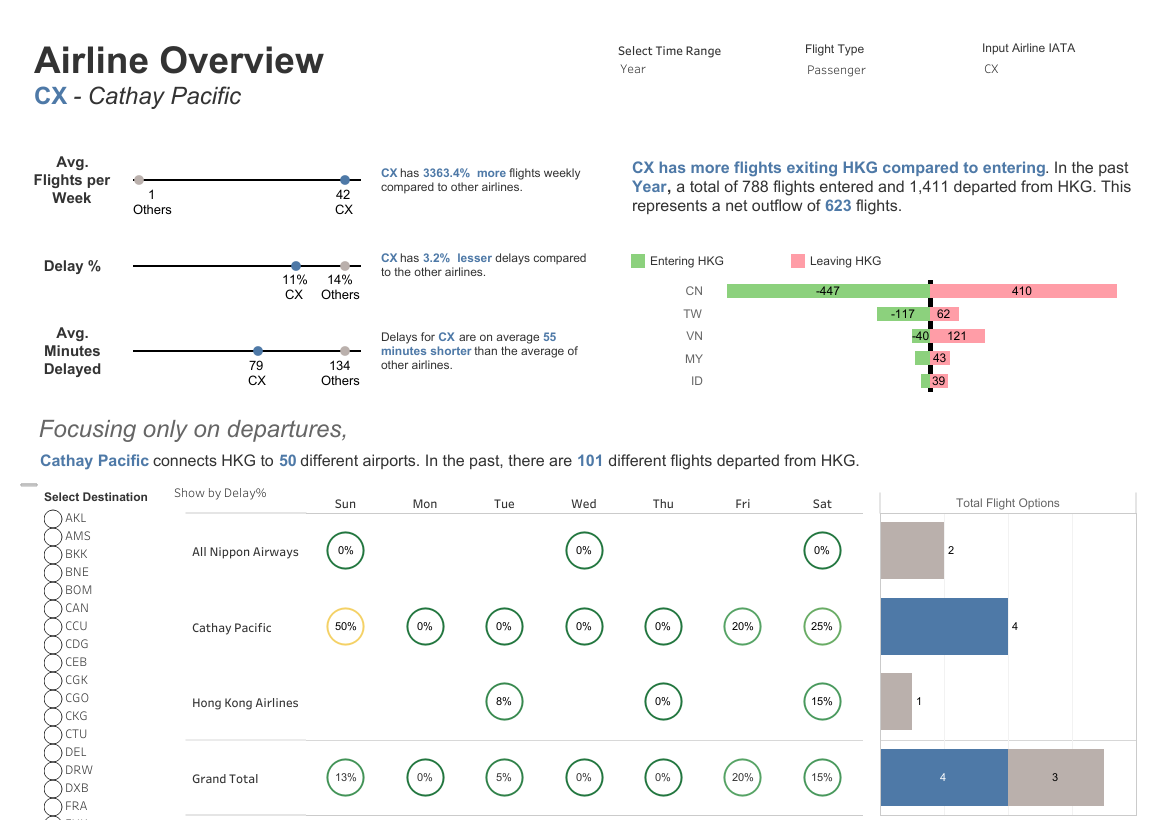 Airline Overview
CX - Cathay Pacific
Select Time Range
Year
Flight Type
Passenger
Input Airline IATA
CX
Avg.
Flights per
Week
1
Others
42
CX
CX has 3363.4% more flights weekly
compared to other airlines.
Delay %
11%
CX
14%
Others
CX has 3.2% lesser delays compared
to the other airlines.
Avg.
Minutes
Delayed
79
CX
134
Others
Delays for CX are on average 55
minutes shorter than the average of
other airlines.
CX has more flights exiting HKG compared to entering. In the past
Year, a total of 788 flights entered and 1,411 departed from HKG. This
represents a net outflow of 623 flights.
Entering HKG
Leaving HKG
CN -447 410
TW -117 62
VN -40 121
MY 43
ID 39
Focusing only on departures,
Cathay Pacific connects HKG to 50 different airports. In the past, there are 101 different flights departed from HKG.
Select Destination
AKL
AMS
BKK
BNE
BOM
CAN
CCU
CDG
CEB
CGK
CGO
CKG
CTU
DEL
DRW
DXB
FRA
Show by Delay%
Sun Mon Tue Wed Thu Fri Sat
Total Flight Options
All Nippon Airways 0% 0% 0% 2
Cathay Pacific 50% 0% 0% 0% 0% 20% 25% 4
Hong Kong Airlines 8% 0% 15% 1
Grand Total 13% 0% 5% 0% 0% 20% 15% 4 3